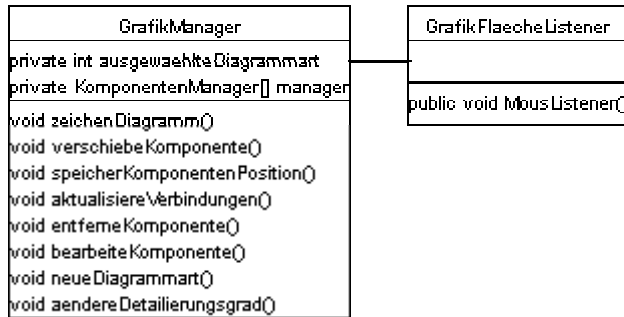 GrafikManager
private int ausgewaehlteDiagrammart
private KomponentenManager[] manager
void zeichenDiagramm()
void verschiebeKomponente()
void speicherKomponentenPosition()
void aktualisiereVerbindungen()
void entferneKomponente()
void bearbeiteKomponente()
void neueDiagrammart()
void aendereDetailierungsgrad()
GrafikFlaecheListener
public void MousListener()